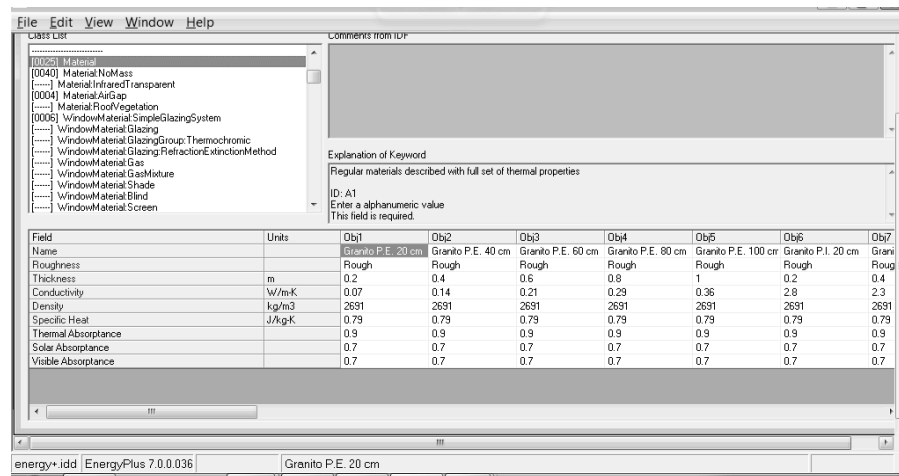 File Edit View Window Help
Class List
Comments from IDF
[0025] Material
[0040] Material:NoMass
[------] Material:InfraredTransparent
[0004] Material:AirGap
[------] Material:RoofVegetation
[0006] WindowMaterial:SimpleGlazingSystem
[------] WindowMaterial:Glazing
[------] WindowMaterial:GlazingGroup:Thermochromic
[------] WindowMaterial:Glazing:RefractionExtinctionMethod
[------] WindowMaterial:Gas
[------] WindowMaterial:GasMixture
[------] WindowMaterial:Shade
[------] WindowMaterial:Blind
[------] WindowMaterial:Screen
Explanation of Keyword
Regular materials described with full set of thermal properties
ID: A1
Enter a alphanumeric value
This field is required.
Field Units Obj1 Obj2 Obj3 Obj4 Obj5 Obj6 Obj7
Name Granito P.E. 20 cm Granito P.E. 40 cm Granito P.E. 60 cm Granito P.E. 80 cm Granito P.E. 100 cm Granito P.I. 20 cm Grani
Roughness Rough Rough Rough Rough Rough Rough Roug
Thickness m 0.2 0.4 0.6 0.8 1 0.2 0.4
Conductivity W/m-K 0.07 0.14 0.21 0.29 0.36 2.8 2.3
Density kg/m3 2691 2691 2691 2691 2691 2691 2691
Specific Heat J/kg-K 0.79 0.79 0.79 0.79 0.79 0.79 0.79
Thermal Absorptance 0.9 0.9 0.9 0.9 0.9 0.9 0.9
Solar Absorptance 0.7 0.7 0.7 0.7 0.7 0.7 0.7
Visible Absorptance 0.7 0.7 0.7 0.7 0.7 0.7 0.7
energy+.idd EnergyPlus 7.0.0.036 Granito P.E. 20 cm